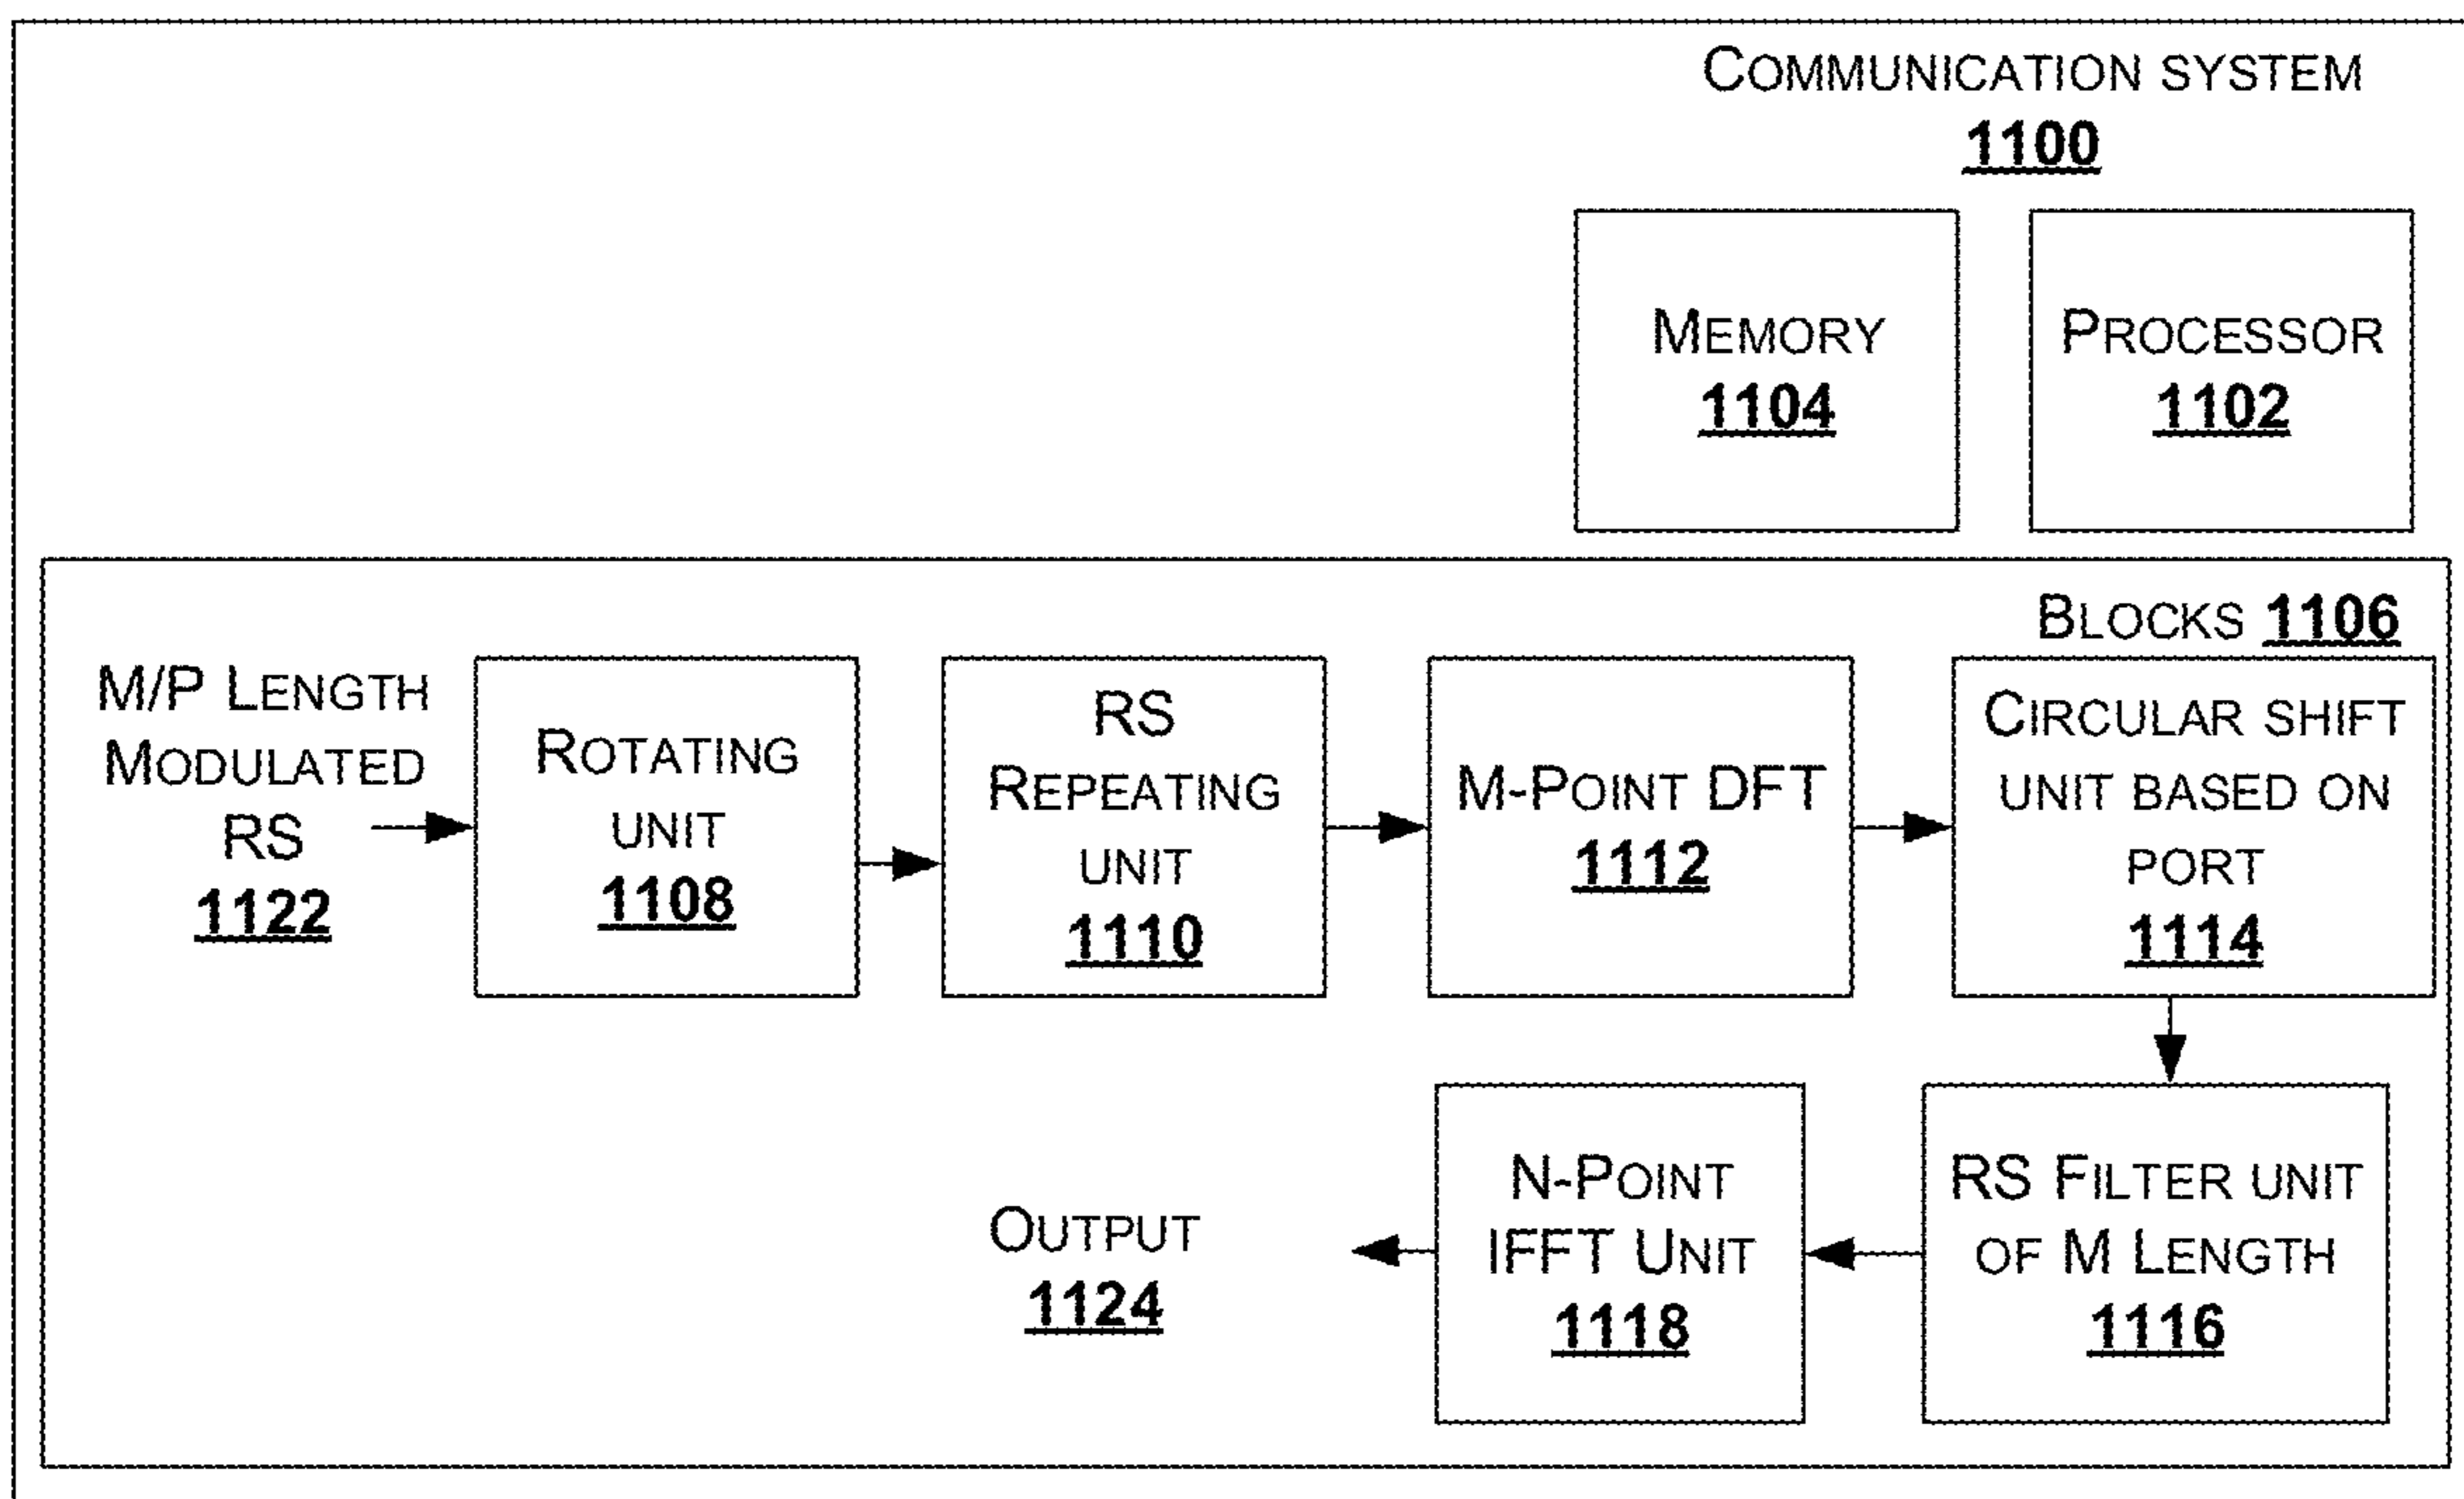 COMMUNICATION SYSTEM
1100
MEMORY
1104
PROCESSOR
1102
BLOCKS 1106
M/P LENGTH
MODULATED
RS
1122
ROTATING
UNIT
1108
RS
REPEATING
UNIT
1110
M-POINT DFT
1112
CIRCULAR SHIFT
UNIT BASED ON
PORT
1114
RS FILTER UNIT
OF M LENGTH
1116
N-POINT
IFFT UNIT
1118
OUTPUT
1124